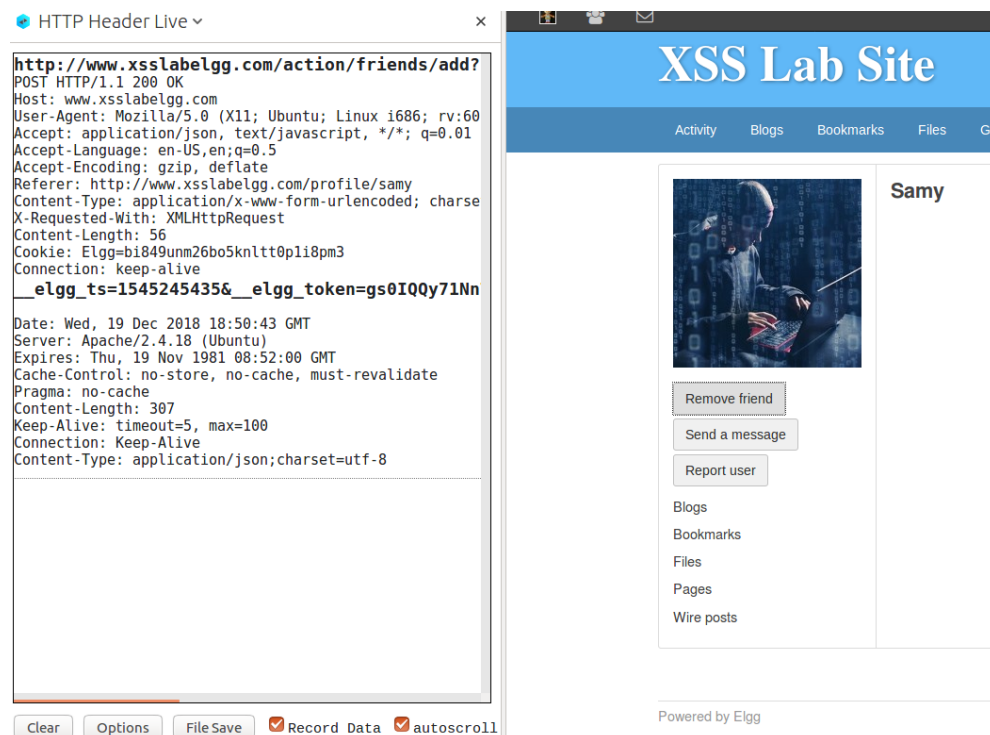 HTTP Header Live
http://www.xsslabelgg.com/action/friends/add?
POST HTTP/1.1 200 OK
Host: www.xsslabelgg.com
User-Agent: Mozilla/5.0 (X11; Ubuntu; Linux i686; rv:60
Accept: application/json, text/javascript, */*; q=0.01
Accept-Language: en-US,en;q=0.5
Accept-Encoding: gzip, deflate
Referer: http://www.xsslabelgg.com/profile/samy
Content-Type: application/x-www-form-urlencoded; charse
X-Requested-With: XMLHttpRequest
Content-Length: 56
Cookie: Elgg=bi849unm26bo5knltt0p1i8pm3
Connection: keep-alive
__elgg_ts=1545245435&__elgg_token=gs0IQQy71Nn
Date: Wed, 19 Dec 2018 18:50:43 GMT
Server: Apache/2.4.18 (Ubuntu)
Expires: Thu, 19 Nov 1981 08:52:00 GMT
Cache-Control: no-store, no-cache, must-revalidate
Pragma: no-cache
Content-Length: 307
Keep-Alive: timeout=5, max=100
Connection: Keep-Alive
Content-Type: application/json;charset=utf-8
Clear Options File Save Record Data autoscroll
XSS Lab Site
Activity Blogs Bookmarks Files G
Samy
Remove friend
Send a message
Report user
Blogs
Bookmarks
Files
Pages
Wire posts
Powered by Elgg